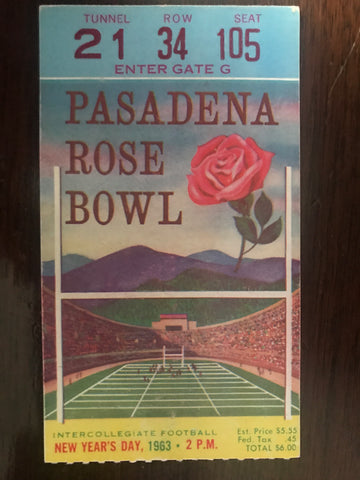 TUNNEL ROW SEAT
21 34 105
ENTER GATE G
PASADENA
ROSE
BOWL
INTERCOLLEGIATE FOOTBALL
NEW YEAR'S DAY, 1963 • 2 P.M.
Est. Price $5.55
Fed. Tax .45
TOTAL $6.00